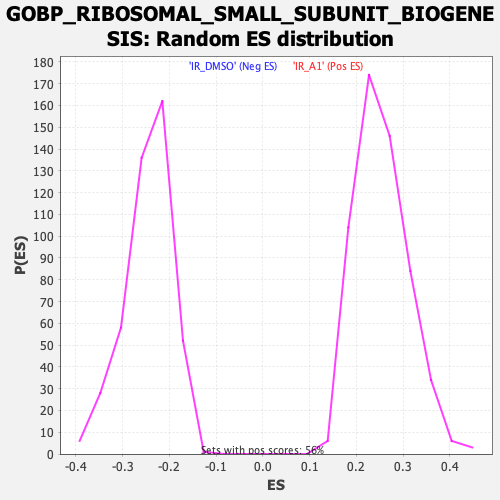 GOBP_RIBOSOMAL_SMALL_SUBUNIT_BIOGENE
SIS: Random ES distribution
'IR_DMSO' (Neg ES) 'IR_A1' (Pos ES)
180
170
160
150
140
130
120
110
100
90
80
70
60
50
40
30
20
10
0
P(ES)
Sets with pos scores: 56%
-0.4 -0.3 -0.2 -0.1 0.0 0.1 0.2 0.3 0.4
ES